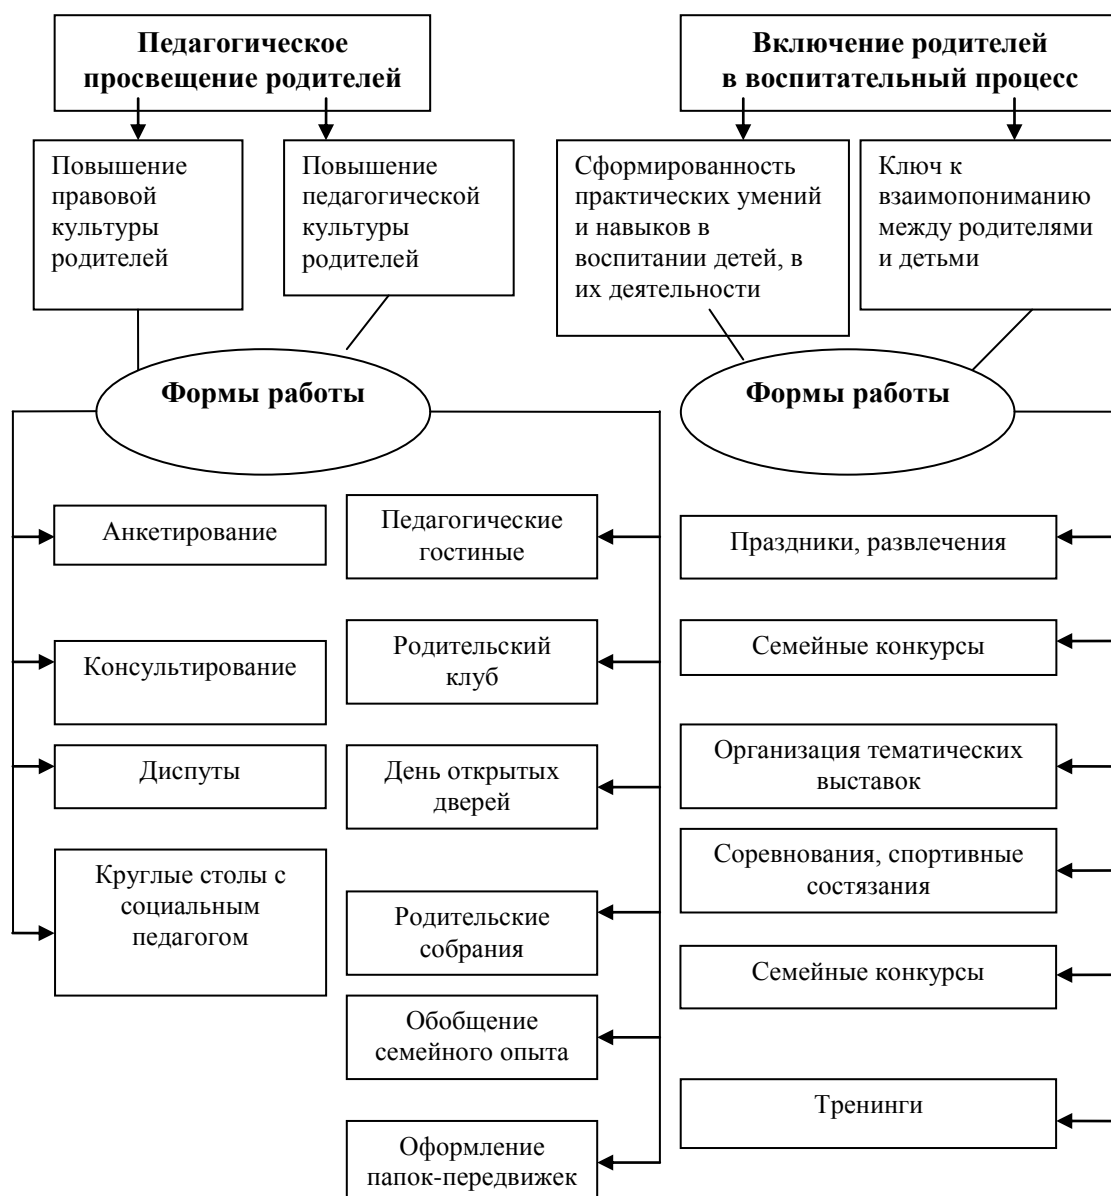 Педагогическое
просвещение родителей
Включение родителей
в воспитательный процесс
Повышение
правовой
культуры
родителей
Повышение
педагогической
культуры
родителей
Сформированность
практических умений
и навыков в
воспитании детей, в
их деятельности
Ключ к
взаимопониманию
между родителями
и детьми
Формы работы
Формы работы
Анкетирование
Консультирование
Диспуты
Круглые столы с
социальным
педагогом
Педагогические
гостиные
Родительский
клуб
День открытых
дверей
Родительские
собрания
Обобщение
семейного опыта
Оформление
папок-передвижек
Праздники, развлечения
Семейные конкурсы
Организация тематических
выставок
Соревнования, спортивные
состязания
Семейные конкурсы
Тренинги